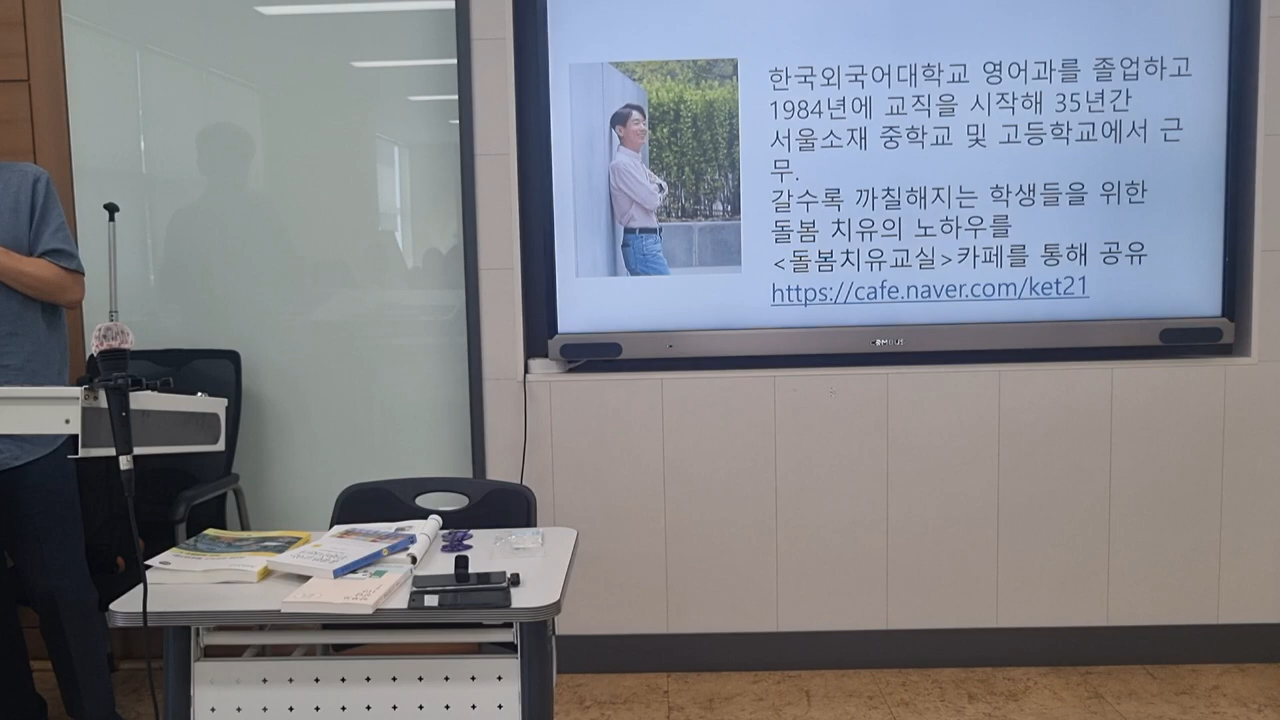 한국외국어대학교 영어과를 졸업하고
1984년에 교직을 시작해 35년간
서울소재 중학교 및 고등학교에서 근
무.
갈수록 까칠해지는 학생들을 위한
돌봄 치유의 노하우를
<돌봄치유교실>카페를 통해 공유
https://cafe.naver.com/ket21